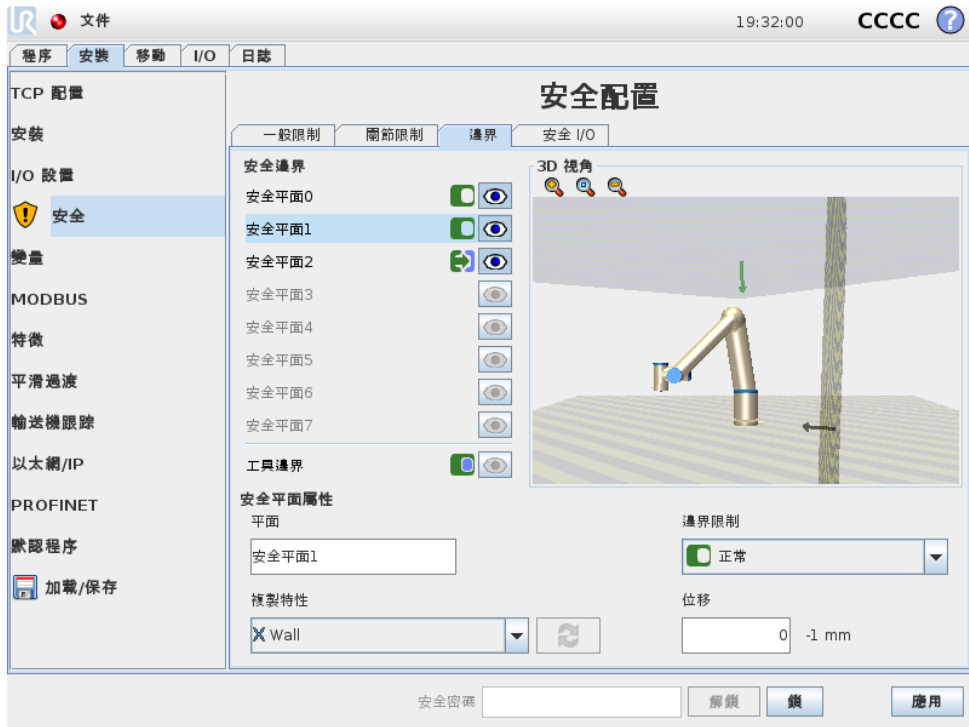 UR 文件 19:32:00 CCCC ?
程序 安裝 移動 I/O 日誌
TCP 配置
安裝
I/O 設置
安全
變量
MODBUS
特徵
平滑過渡
輸送機跟踪
以太網/IP
PROFINET
默認程序
加載/保存
安全配置
一般限制 關節限制 邊界 安全 I/O
安全邊界
安全平面0
安全平面1
安全平面2
安全平面3
安全平面4
安全平面5
安全平面6
安全平面7
工具邊界
3D 視角
安全平面屬性
平面
安全平面1
複製特性
Wall
邊界限制
正常
位移
0 -1 mm
安全密碼 解鎖 鎖 應用